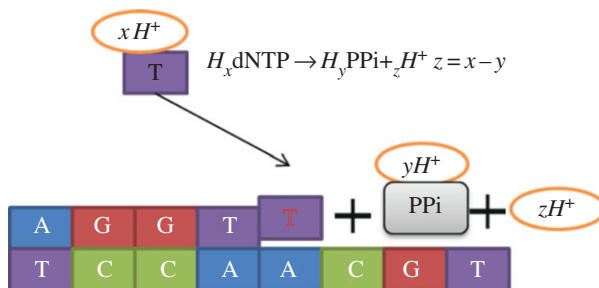 xH⁺
T
HₓdNTP → HᵧPPi + zH⁺ z = x – y
yH⁺
A G G T T + PPi + zH⁺
T C C A A C G T